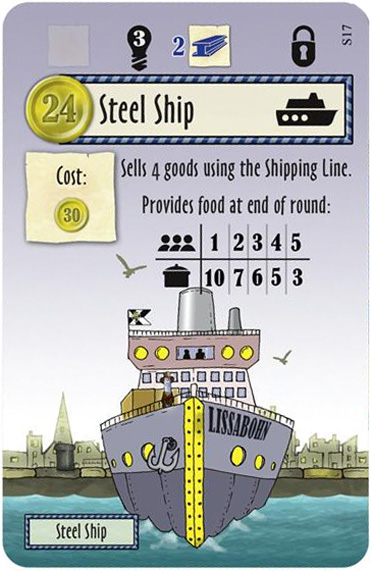 3
2
S17
24 Steel Ship
Cost:
30
Sells 4 goods using the Shipping Line.
Provides food at end of round:
1 2 3 4 5
10 7 6 5 3
LISSABOHN
Steel Ship